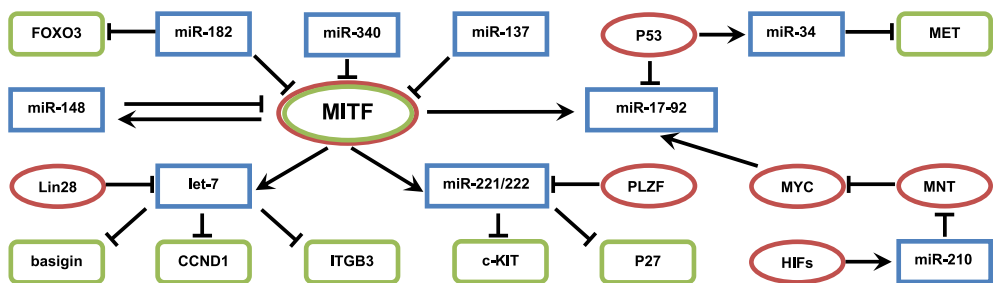 FOXO3
miR-182
miR-340
miR-137
P53
miR-34
MET
miR-148
MITF
miR-17-92
Lin28
let-7
miR-221/222
PLZF
MYC
MNT
basigin
CCND1
ITGB3
c-KIT
P27
HIFs
miR-210